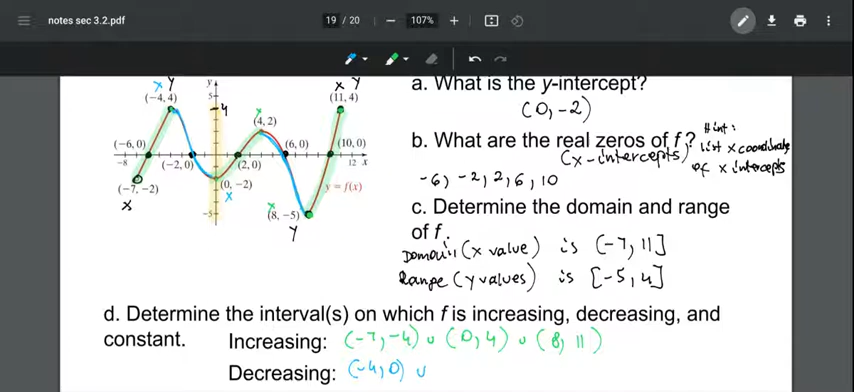 notes sec 3.2.pdf
19 / 20
107%
a. What is the y-intercept?
(0, -2)
b. What are the real zeros of f?
(x-intercepts)
Hint:
list x coordinate
of x intercepts
-6, -2, 2, 6, 10
c. Determine the domain and range
of f.
Domain (x value) is (-7, 11]
Range (y values) is [-5, 4]
x y
(-4, 4)
y
5
-4
x
(4, 2)
x y
(11, 4)
(-6, 0)
(6, 0)
(10, 0)
-8
(-2, 0)
(2, 0)
12 x
(-7, -2)
x
(0, -2)
x
y = f(x)
-5
x
(8, -5)
y
d. Determine the interval(s) on which f is increasing, decreasing, and
constant.
Increasing: (-7, -4) ∪ (0, 4) ∪ (8, 11)
Decreasing: (-4, 0) ∪